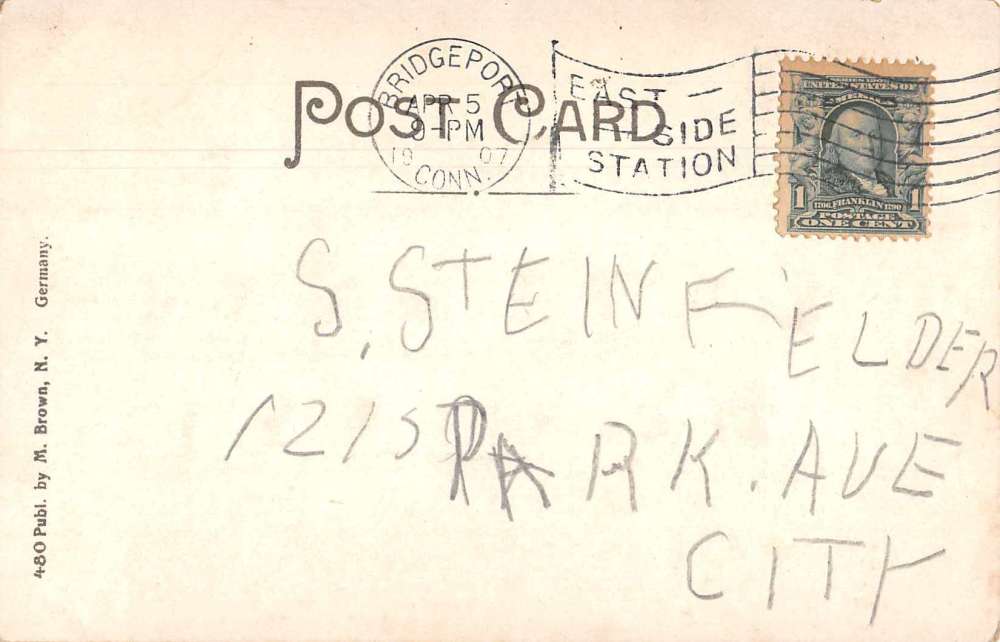 POST CARD
BRIDGEPORT
APR 5
9-PM
19 07
CONN.
EAST
SIDE
STATION
SERIES 1902
UNITED STATES OF
AMERICA
1 1
1706 FRANKLIN 1790
POSTAGE
ONE CENT
S. STEINFELDER
1215 PARK. AVE
CITY
480 Publ. by M. Brown, N. Y. Germany.